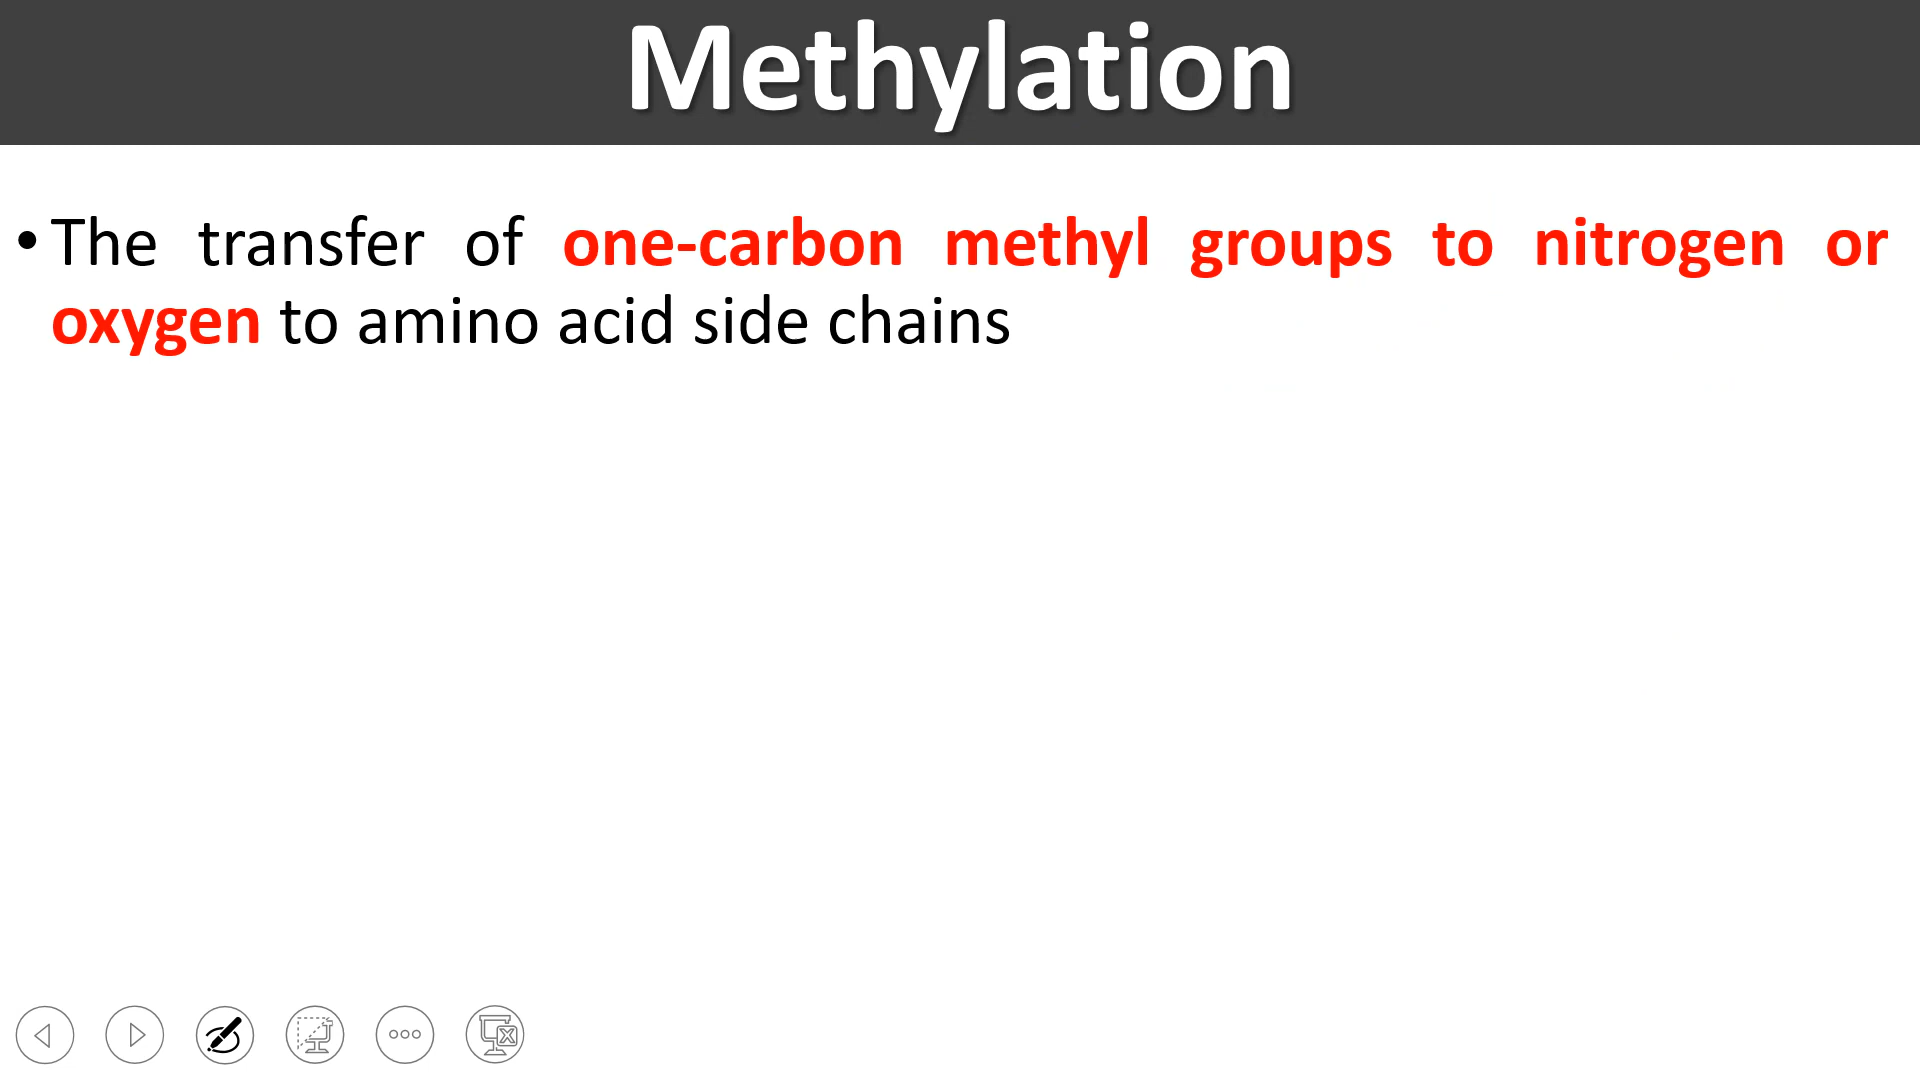 Methylation
• The transfer of one-carbon methyl groups to nitrogen or
oxygen to amino acid side chains